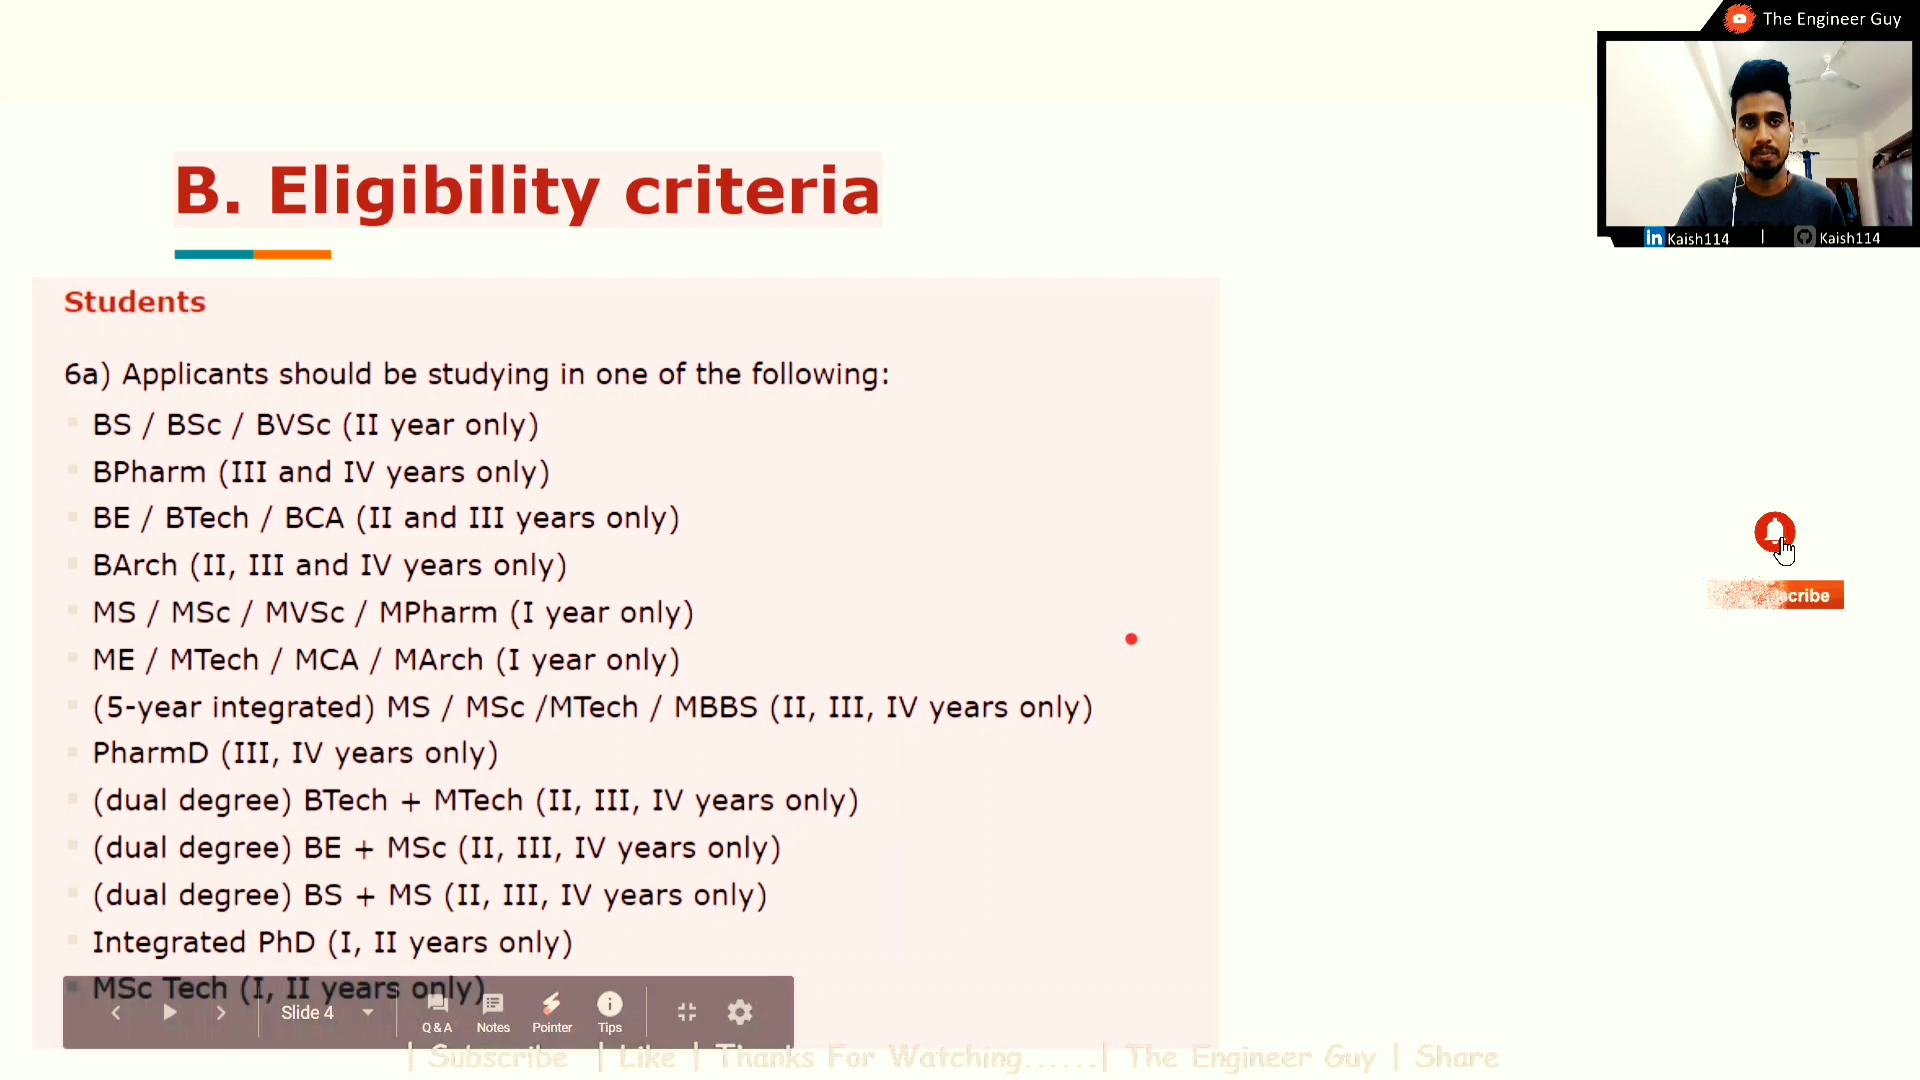 The Engineer Guy
in Kaish114 | Kaish114
B. Eligibility criteria
Students
6a) Applicants should be studying in one of the following:
BS / BSc / BVSc (II year only)
BPharm (III and IV years only)
BE / BTech / BCA (II and III years only)
BArch (II, III and IV years only)
MS / MSc / MVSc / MPharm (I year only)
ME / MTech / MCA / MArch (I year only)
(5-year integrated) MS / MSc /MTech / MBBS (II, III, IV years only)
PharmD (III, IV years only)
(dual degree) BTech + MTech (II, III, IV years only)
(dual degree) BE + MSc (II, III, IV years only)
(dual degree) BS + MS (II, III, IV years only)
Integrated PhD (I, II years only)
MSc Tech (I, II years only)
cribe
Slide 4
Q & A Notes Pointer Tips
| Subscribe | Like | Thanks For Watching......| The Engineer Guy | Share